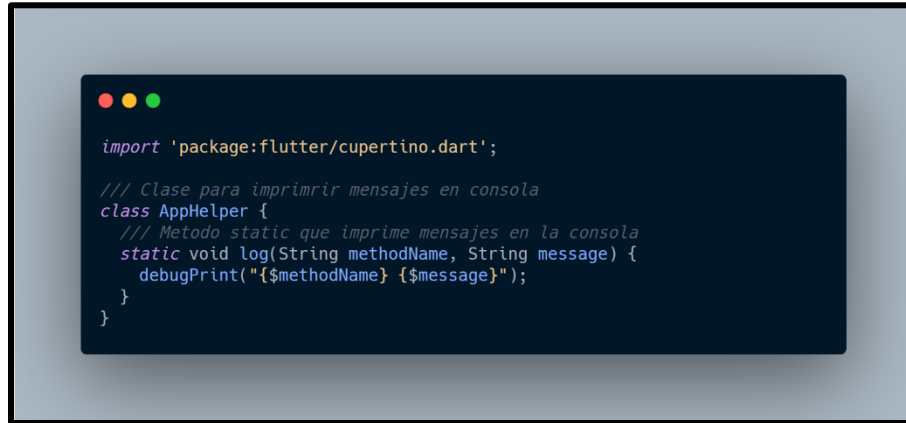 import 'package:flutter/cupertino.dart';
/// Clase para imprimrir mensajes en consola
class AppHelper {
/// Metodo static que imprime mensajes en la consola
static void log(String methodName, String message) {
debugPrint("{$methodName} {$message}");
}
}